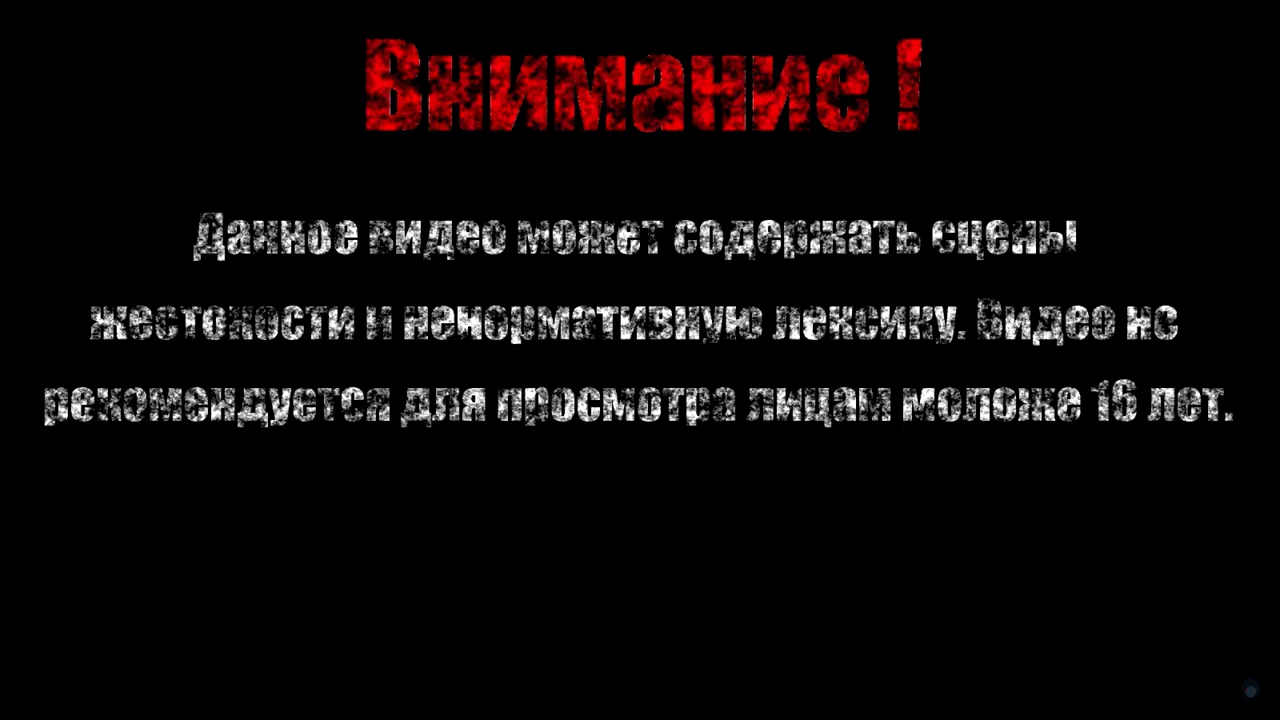 Внимание !
Данное видео может содержать сцены
жестокости и ненормативную лексику. Видео не
рекомендуется для просмотра лицам моложе 16 лет.